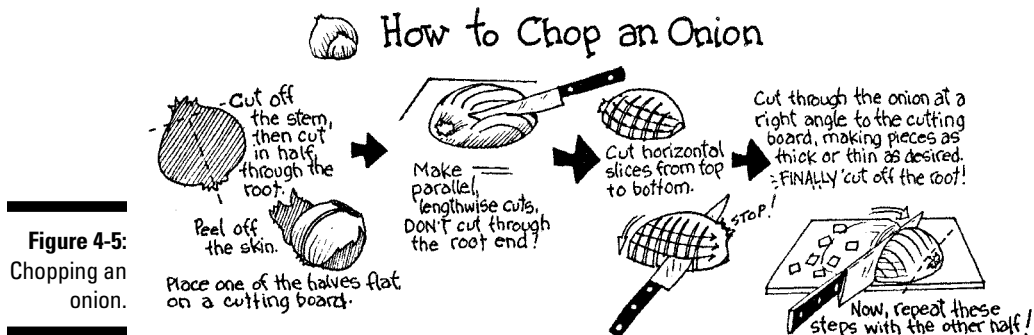 How to Chop an Onion
Cut off
the stem,
then cut
in half
through the
root.
Peel off
the skin.
Place one of the halves flat
on a cutting board.
Make
parallel,
lengthwise cuts,
DON'T cut through
the root end!
Cut horizontal
slices from top
to bottom.
STOP!
Cut through the onion at a
right angle to the cutting
board, making pieces as
thick or thin as desired.
FINALLY cut off the root!
Now, repeat these
steps with the other half!
Figure 4-5:
Chopping an
onion.